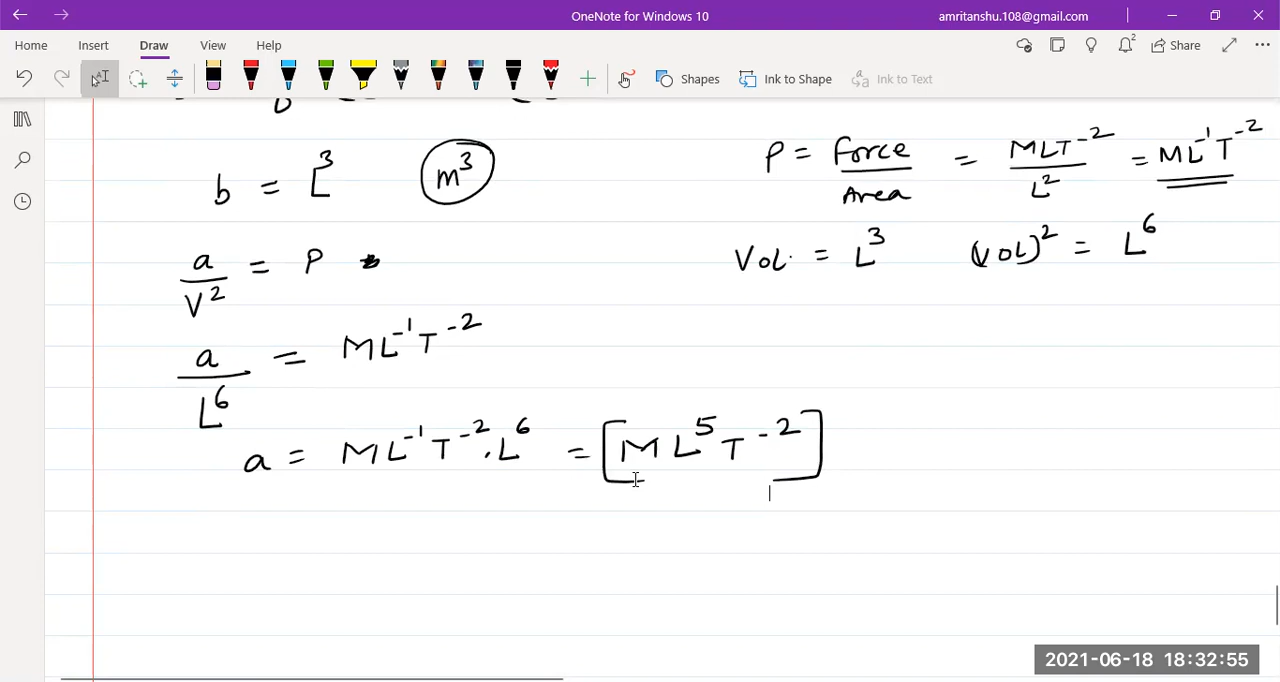 OneNote for Windows 10
amritanshu.108@gmail.com
Home Insert Draw View Help
Share
Shapes
Ink to Shape
Ink to Text
b
b = L³ m³
P = Force / Area = MLT⁻² / L² = ML⁻¹T⁻²
Vol. = L³ (Vol)² = L⁶
a / V² = P
a / L⁶ = ML⁻¹T⁻²
a = ML⁻¹T⁻².L⁶ = [ML⁵T⁻²]
2021-06-18 18:32:55